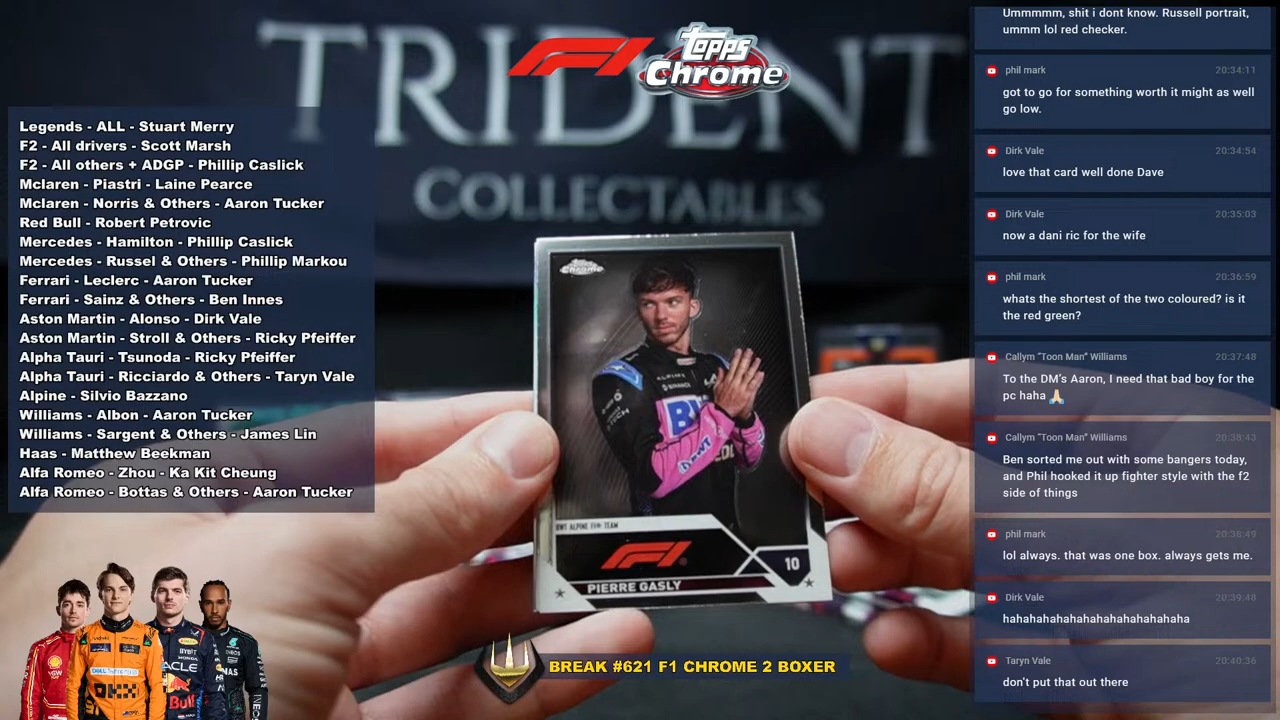 TRIDENT
COLLECTABLES
F1
Topps
Chrome
Legends - ALL - Stuart Merry
F2 - All drivers - Scott Marsh
F2 - All others + ADGP - Phillip Caslick
Mclaren - Piastri - Laine Pearce
Mclaren - Norris & Others - Aaron Tucker
Red Bull - Robert Petrovic
Mercedes - Hamilton - Phillip Caslick
Mercedes - Russel & Others - Phillip Markou
Ferrari - Leclerc - Aaron Tucker
Ferrari - Sainz & Others - Ben Innes
Aston Martin - Alonso - Dirk Vale
Aston Martin - Stroll & Others - Ricky Pfeiffer
Alpha Tauri - Tsunoda - Ricky Pfeiffer
Alpha Tauri - Ricciardo & Others - Taryn Vale
Alpine - Silvio Bazzano
Williams - Albon - Aaron Tucker
Williams - Sargent & Others - James Lin
Haas - Matthew Beekman
Alfa Romeo - Zhou - Ka Kit Cheung
Alfa Romeo - Bottas & Others - Aaron Tucker
Topps
Chrome
BWT ALPINE F1® TEAM
F1
10
PIERRE GASLY
BREAK #621 F1 CHROME 2 BOXER
Ummmmm, shit i dont know. Russell portrait,
ummm lol red checker.
phil mark 20:34:11
got to go for something worth it might as well
go low.
Dirk Vale 20:34:54
love that card well done Dave
Dirk Vale 20:35:03
now a dani ric for the wife
phil mark 20:36:59
whats the shortest of the two coloured? is it
the red green?
Callym "Toon Man" Williams 20:37:48
To the DM's Aaron, I need that bad boy for the
pc haha 🙏
Callym "Toon Man" Williams 20:38:43
Ben sorted me out with some bangers today,
and Phil hooked it up fighter style with the f2
side of things
phil mark 20:38:49
lol always. that was one box. always gets me.
Dirk Vale 20:39:48
hahahahahahahahahahahahaha
Taryn Vale 20:40:36
don't put that out there